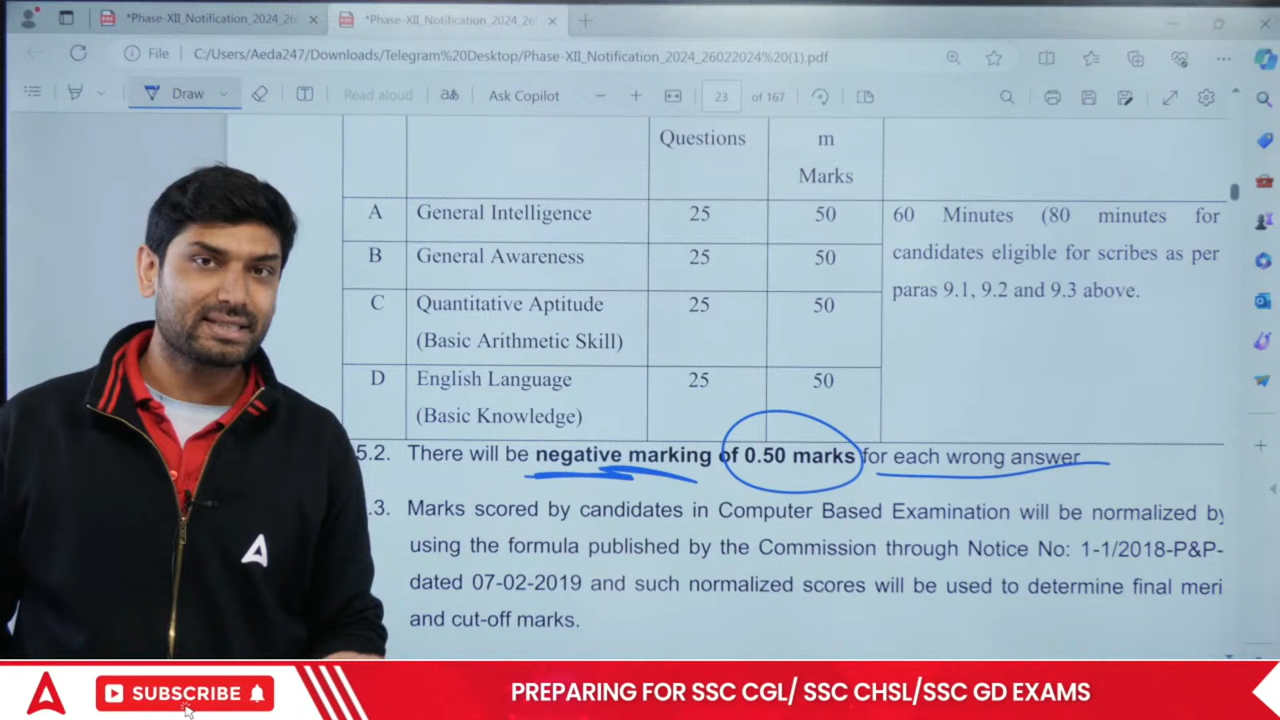 *Phase-XII_Notification_2024_26
*Phase-XII_Notification_2024_260
File C:/Users/Aeda247/Downloads/Telegram%20Desktop/Phase-XII_Notification_2024_26022024%20(1).pdf
Draw Read aloud aあ Ask Copilot 23 of 167
Questions m
Marks
A General Intelligence 25 50 60 Minutes (80 minutes for
B General Awareness 25 50 candidates eligible for scribes as per
paras 9.1, 9.2 and 9.3 above.
C Quantitative Aptitude 25 50
(Basic Arithmetic Skill)
D English Language 25 50
(Basic Knowledge)
5.2. There will be negative marking of 0.50 marks for each wrong answer
.3. Marks scored by candidates in Computer Based Examination will be normalized by
using the formula published by the Commission through Notice No: 1-1/2018-P&P-
dated 07-02-2019 and such normalized scores will be used to determine final meri
and cut-off marks.
SUBSCRIBE
PREPARING FOR SSC CGL/ SSC CHSL/SSC GD EXAMS